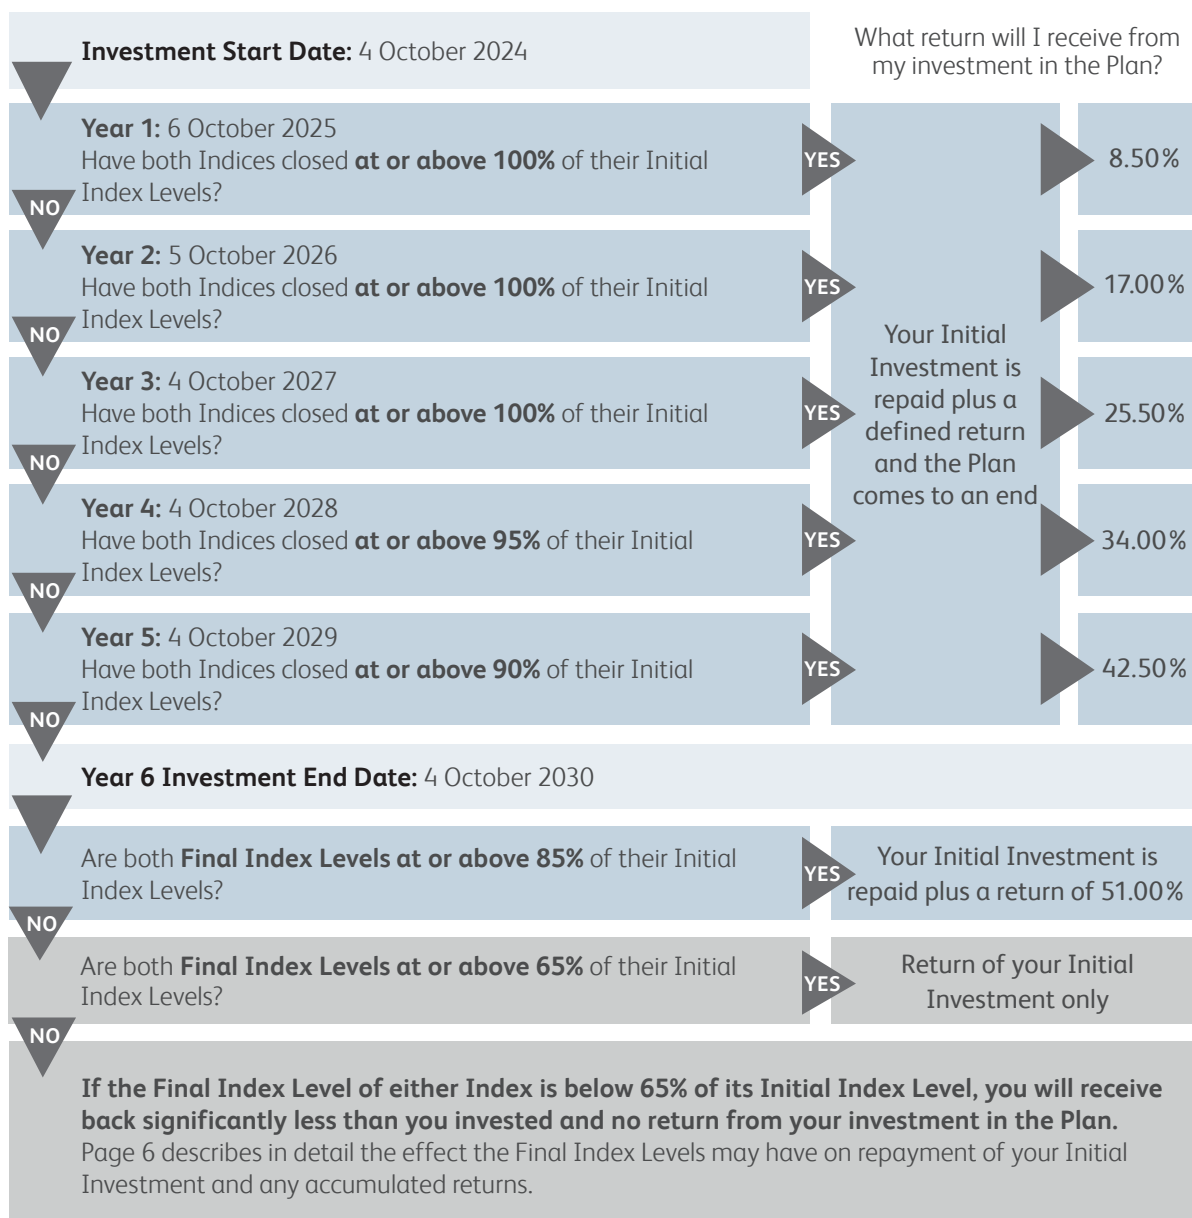 Investment Start Date: 4 October 2024
What return will I receive from
my investment in the Plan?
Year 1: 6 October 2025
Have both Indices closed at or above 100% of their Initial
Index Levels?
YES
8.50%
NO
Year 2: 5 October 2026
Have both Indices closed at or above 100% of their Initial
Index Levels?
YES
17.00%
NO
Year 3: 4 October 2027
Have both Indices closed at or above 100% of their Initial
Index Levels?
YES
Your Initial
Investment is
repaid plus a
defined return
and the Plan
comes to an end
25.50%
NO
Year 4: 4 October 2028
Have both Indices closed at or above 95% of their Initial
Index Levels?
YES
34.00%
NO
Year 5: 4 October 2029
Have both Indices closed at or above 90% of their Initial
Index Levels?
YES
42.50%
NO
Year 6 Investment End Date: 4 October 2030
Are both Final Index Levels at or above 85% of their Initial
Index Levels?
YES
Your Initial Investment is
repaid plus a return of 51.00%
NO
Are both Final Index Levels at or above 65% of their Initial
Index Levels?
YES
Return of your Initial
Investment only
NO
If the Final Index Level of either Index is below 65% of its Initial Index Level, you will receive
back significantly less than you invested and no return from your investment in the Plan.
Page 6 describes in detail the effect the Final Index Levels may have on repayment of your Initial
Investment and any accumulated returns.